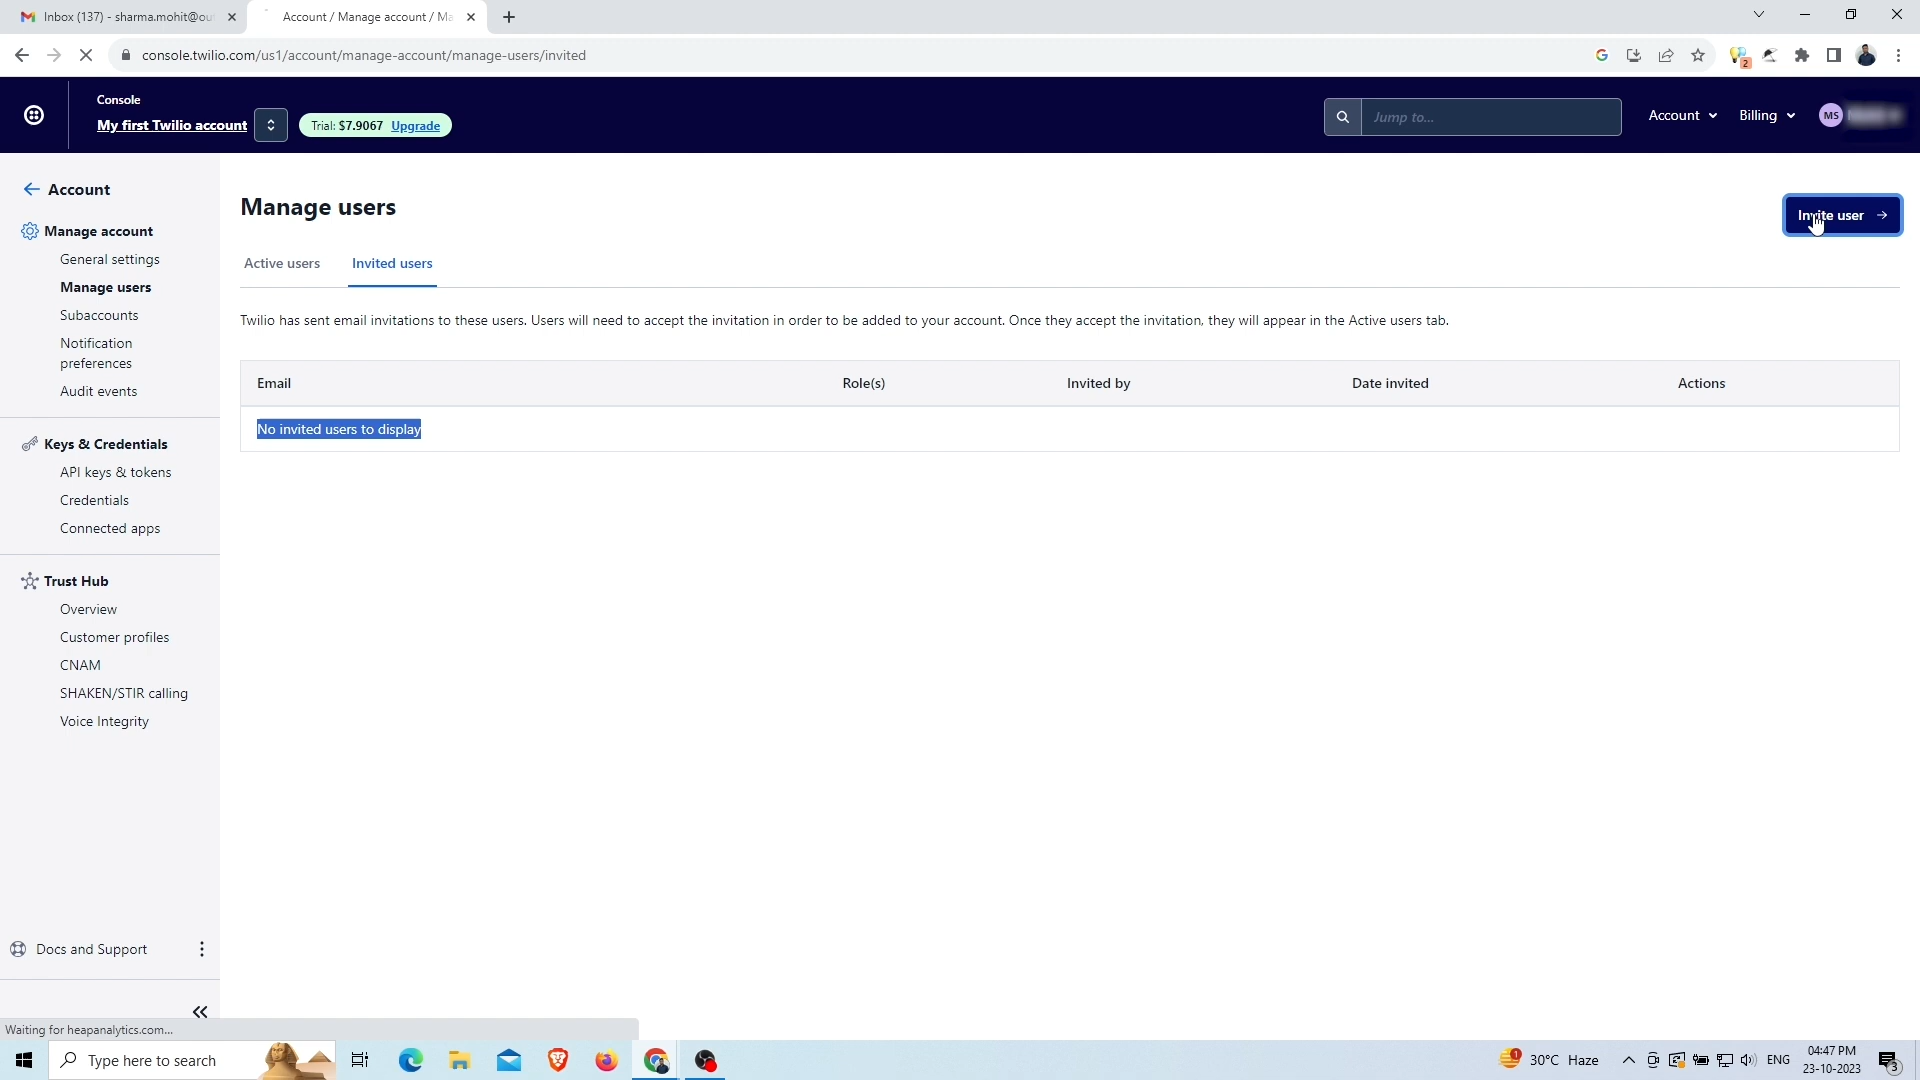 Inbox (137) - sharma.mohit@ou
Account / Manage account / Ma
console.twilio.com/us1/account/manage-account/manage-users/invited
2
Console
My first Twilio account
Trial: $7.9067 Upgrade
Jump to...
Account
Billing
MS
Account
Manage account
General settings
Manage users
Subaccounts
Notification
preferences
Audit events
Keys & Credentials
API keys & tokens
Credentials
Connected apps
Trust Hub
Overview
Customer profiles
CNAM
SHAKEN/STIR calling
Voice Integrity
Docs and Support
Manage users
Invite user
Active users Invited users
Twilio has sent email invitations to these users. Users will need to accept the invitation in order to be added to your account. Once they accept the invitation, they will appear in the Active users tab.
Email Role(s) Invited by Date invited Actions
No invited users to display
Waiting for heapanalytics.com...
Type here to search
1
30°C Haze
ENG
04:47 PM
23-10-2023
3